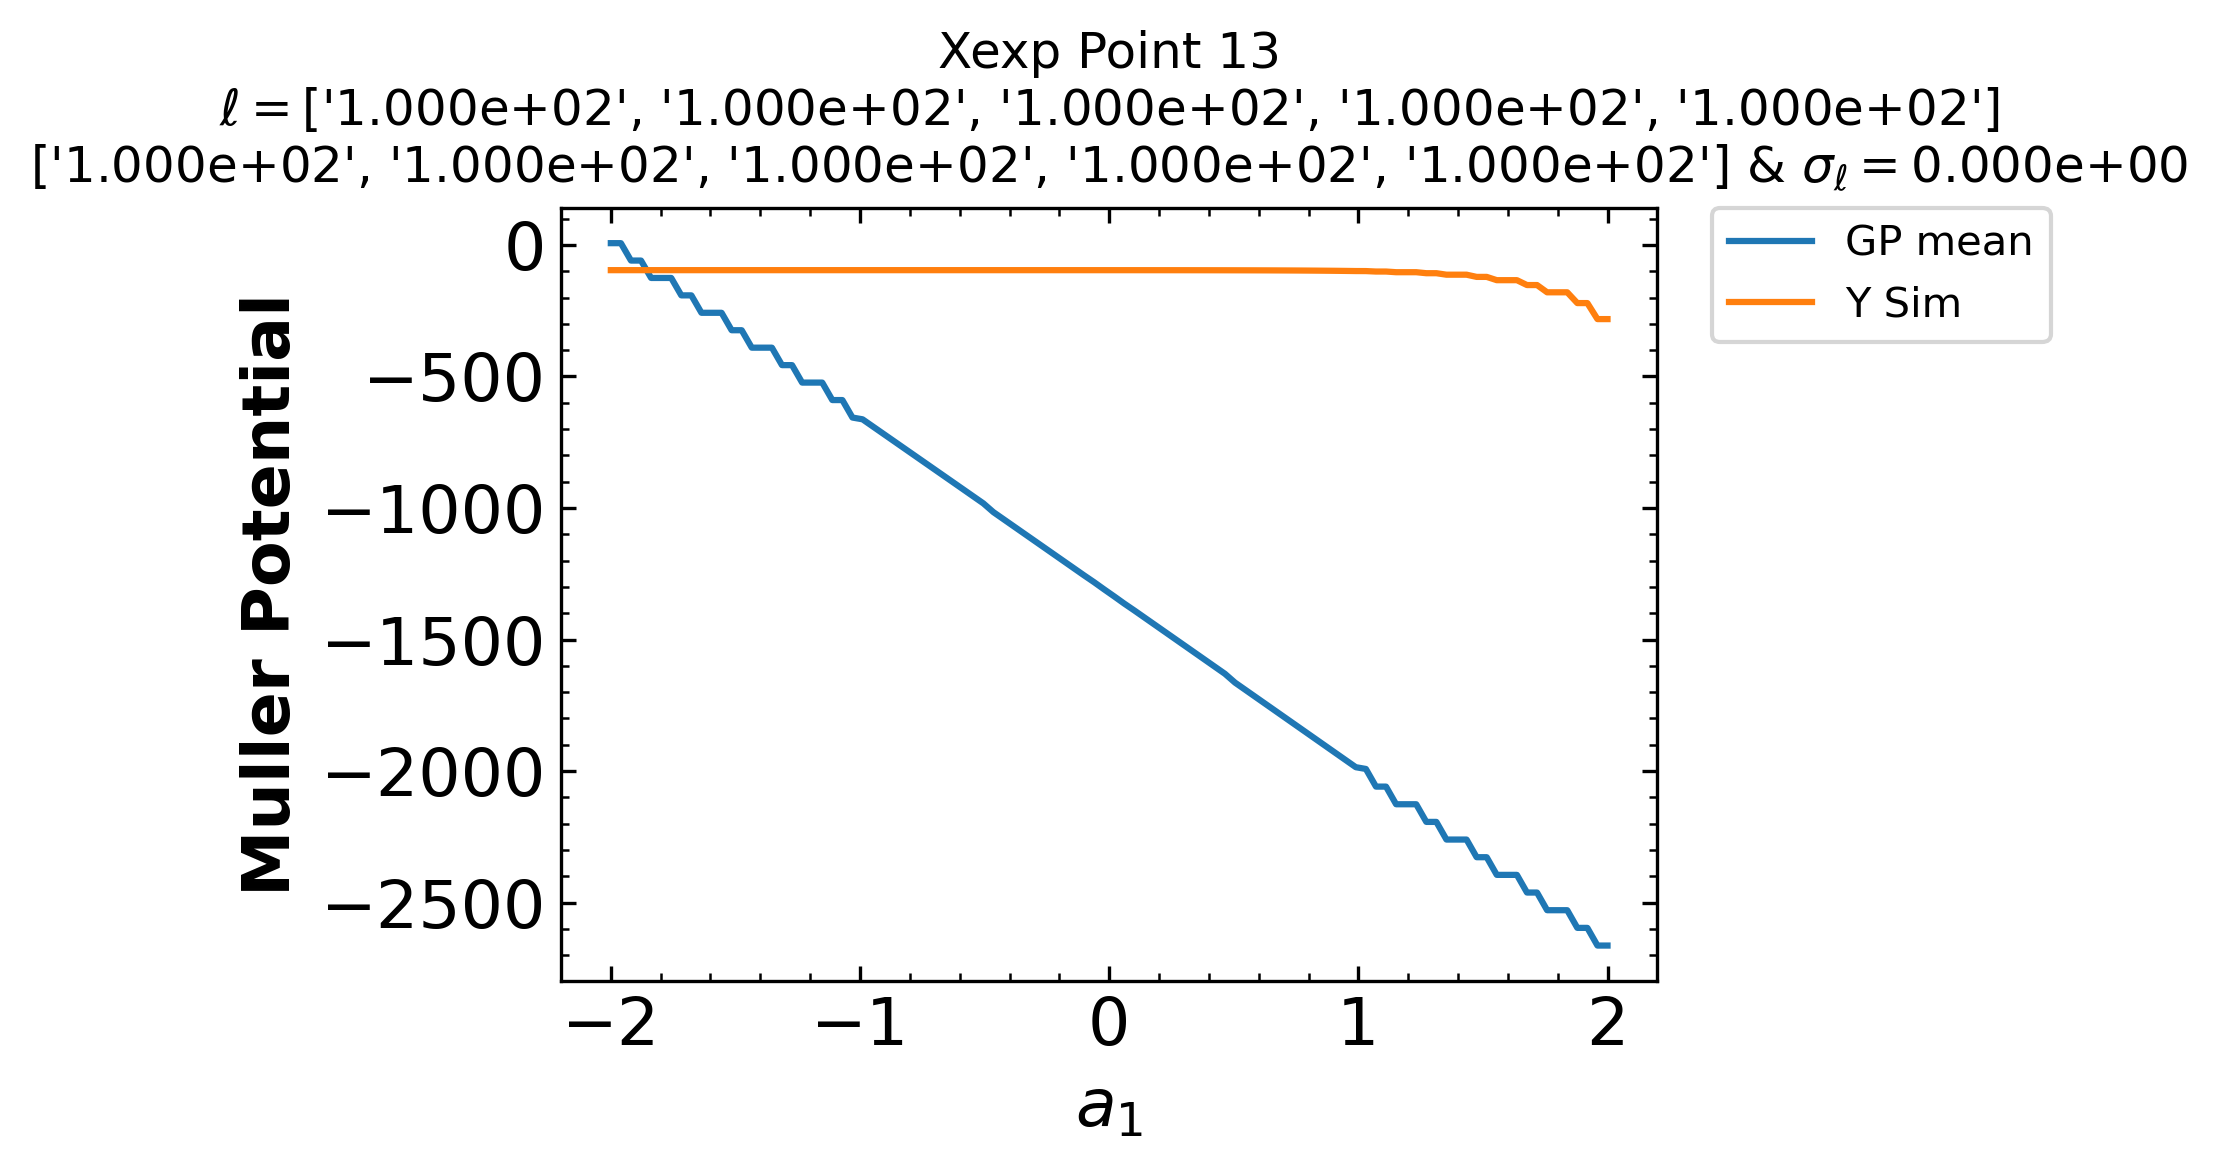 Xexp Point 13
ℓ = ['1.000e+02', '1.000e+02', '1.000e+02', '1.000e+02', '1.000e+02']
['1.000e+02', '1.000e+02', '1.000e+02', '1.000e+02', '1.000e+02'] & σ_ℓ = 0.000e+00
GP mean
Y Sim
Muller Potential
0
−500
−1000
−1500
−2000
−2500
−2 −1 0 1 2
a₁